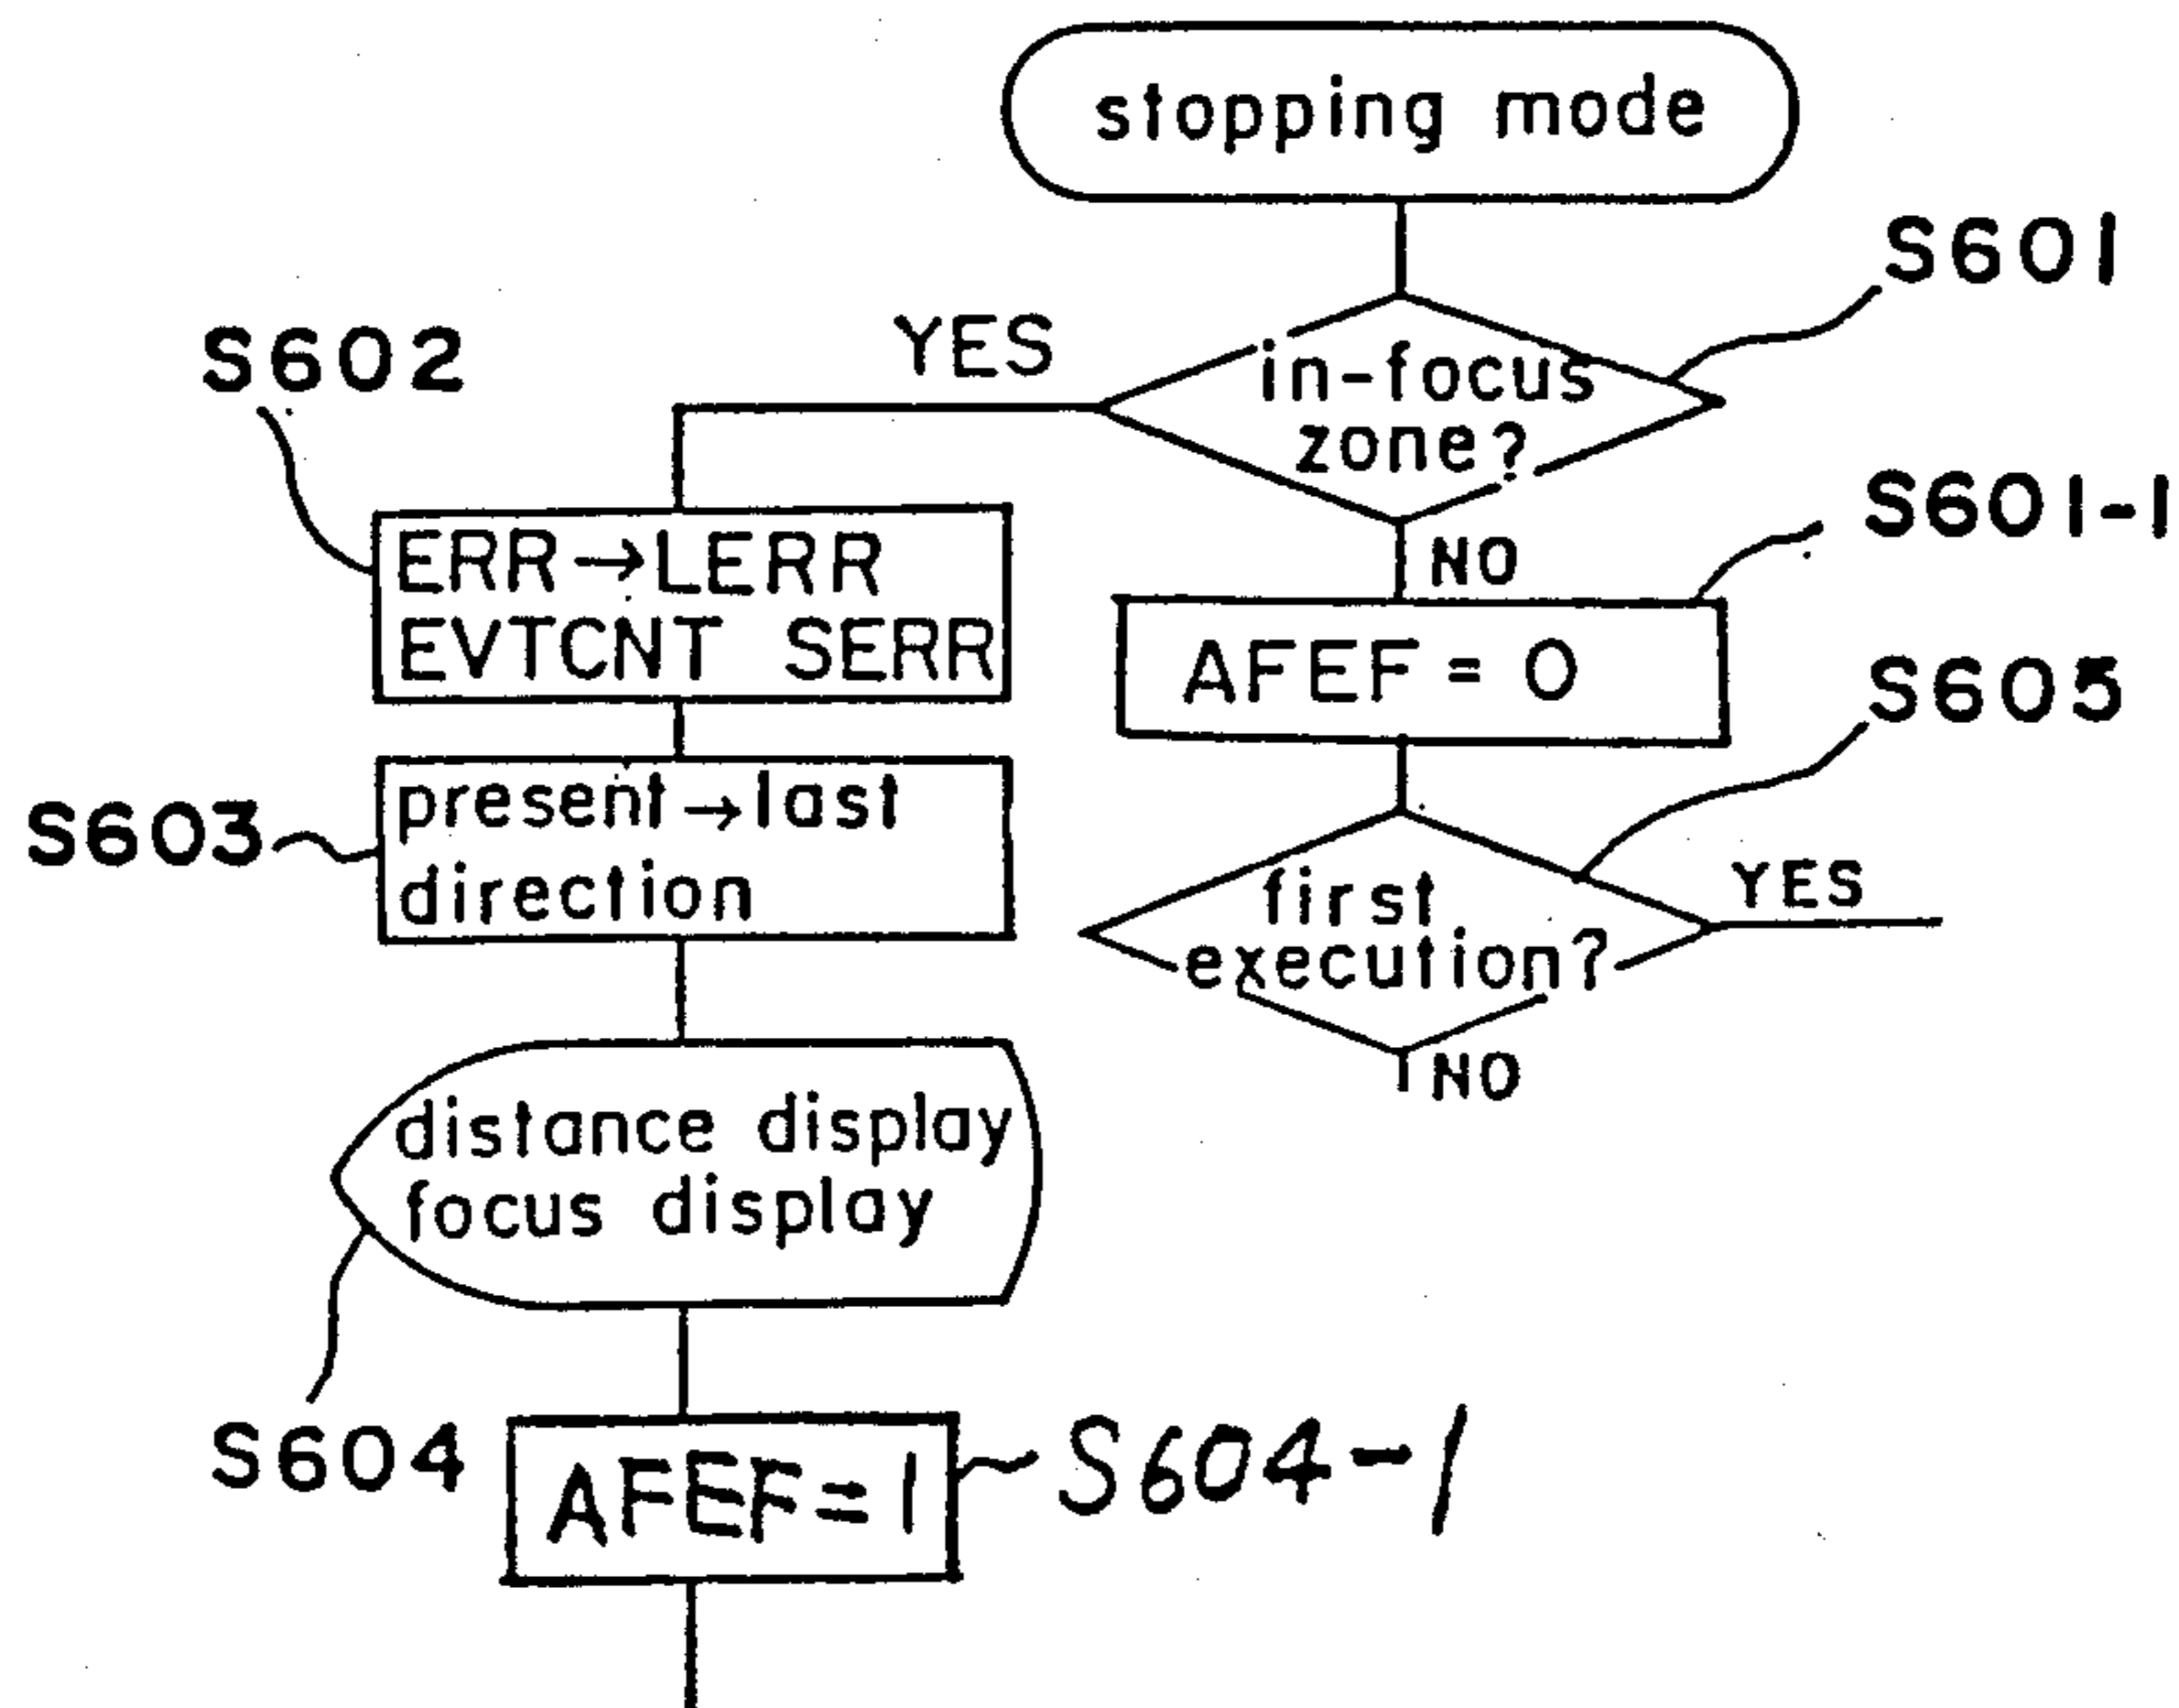 stopping mode
S601
YES
S602
in-focus
zone?
S601-1
NO
ERR→LERR
EVTCNT SERR
AFEF = 0
S605
present→last
direction
S603
YES
first
execution?
NO
distance display
focus display
S604
AFEF=1
S604-1